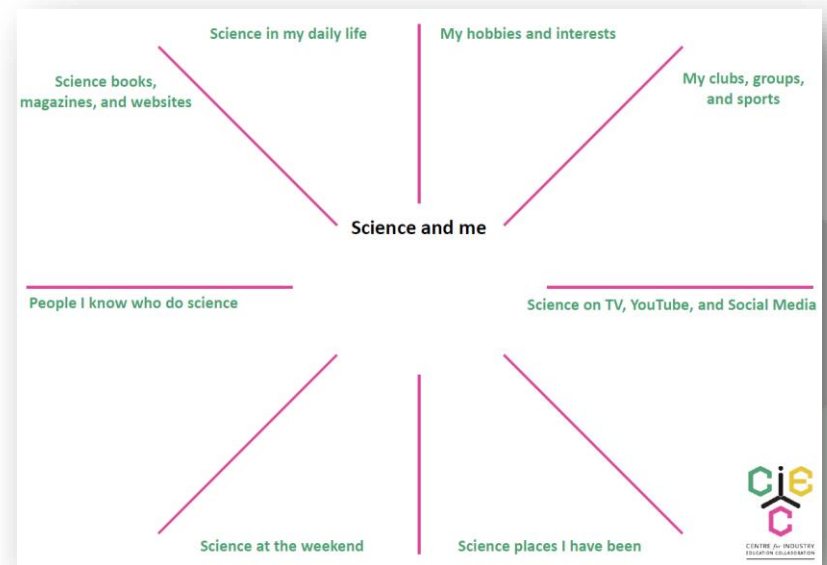 Science in my daily life
My hobbies and interests
Science books,
magazines, and websites
My clubs, groups,
and sports
Science and me
People I know who do science
Science on TV, YouTube, and Social Media
Science at the weekend
Science places I have been
CiEC
CENTRE for INDUSTRY
EDUCATION COLLABORATION